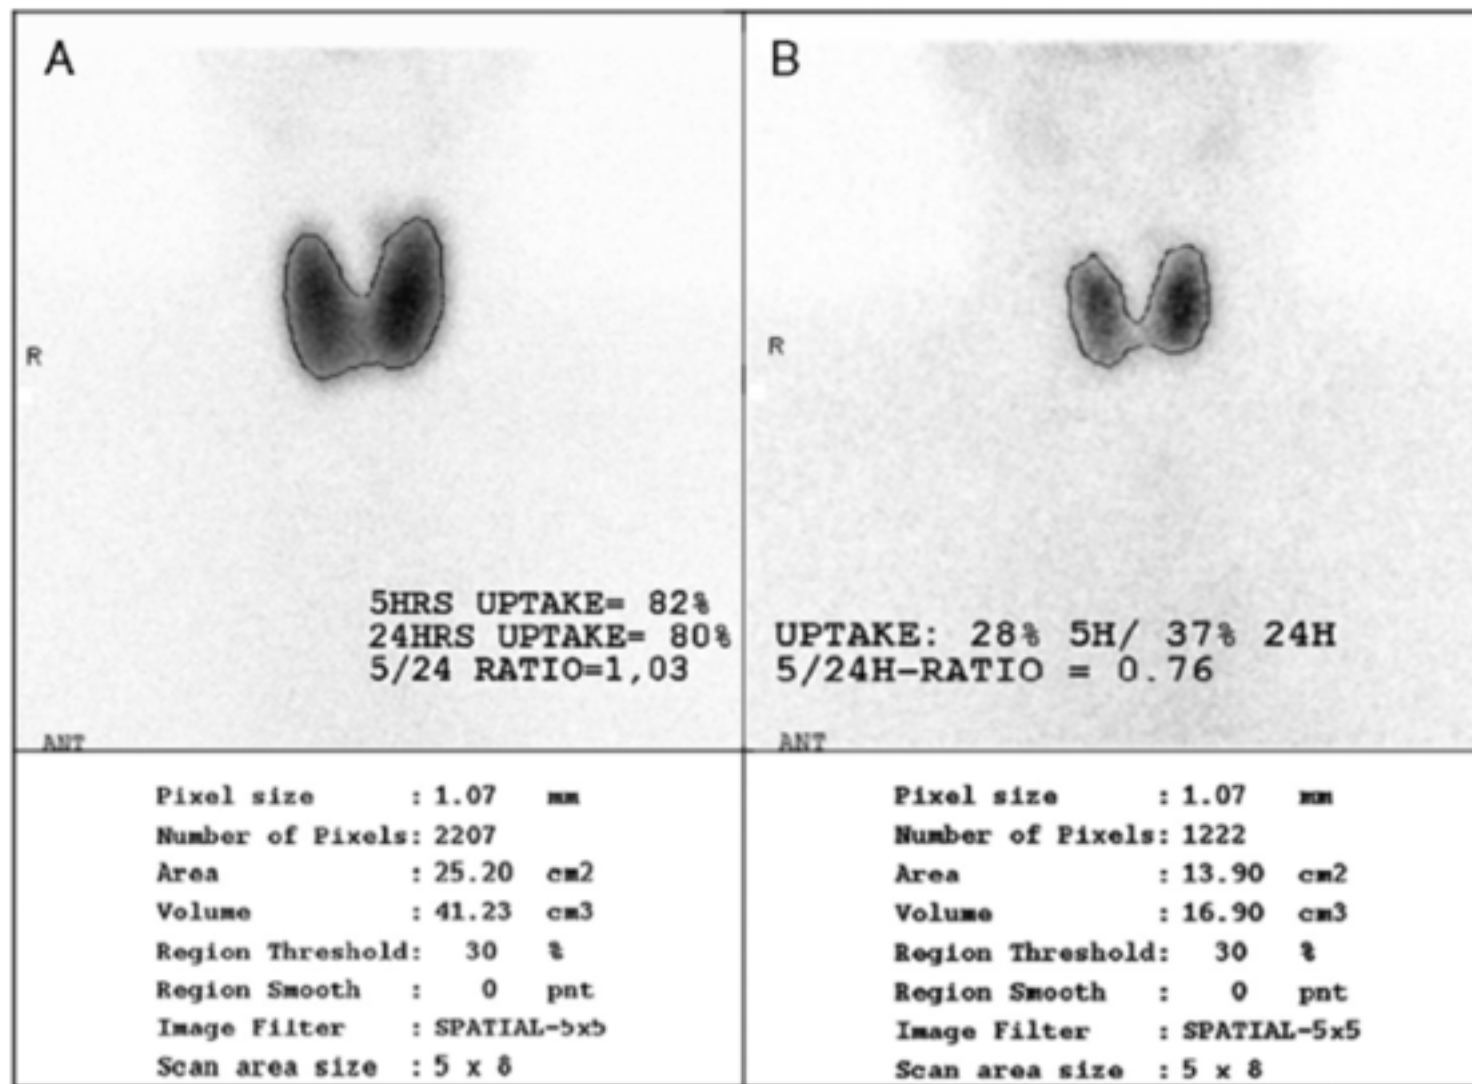 A
R
5HRS UPTAKE= 82%
24HRS UPTAKE= 80%
5/24 RATIO=1,03
ANT
Pixel size : 1.07 mm
Number of Pixels: 2207
Area : 25.20 cm2
Volume : 41.23 cm3
Region Threshold: 30 %
Region Smooth : 0 pnt
Image Filter : SPATIAL-5x5
Scan area size : 5 x 8
B
R
UPTAKE: 28% 5H/ 37% 24H
5/24H-RATIO = 0.76
ANT
Pixel size : 1.07 mm
Number of Pixels: 1222
Area : 13.90 cm2
Volume : 16.90 cm3
Region Threshold: 30 %
Region Smooth : 0 pnt
Image Filter : SPATIAL-5x5
Scan area size : 5 x 8